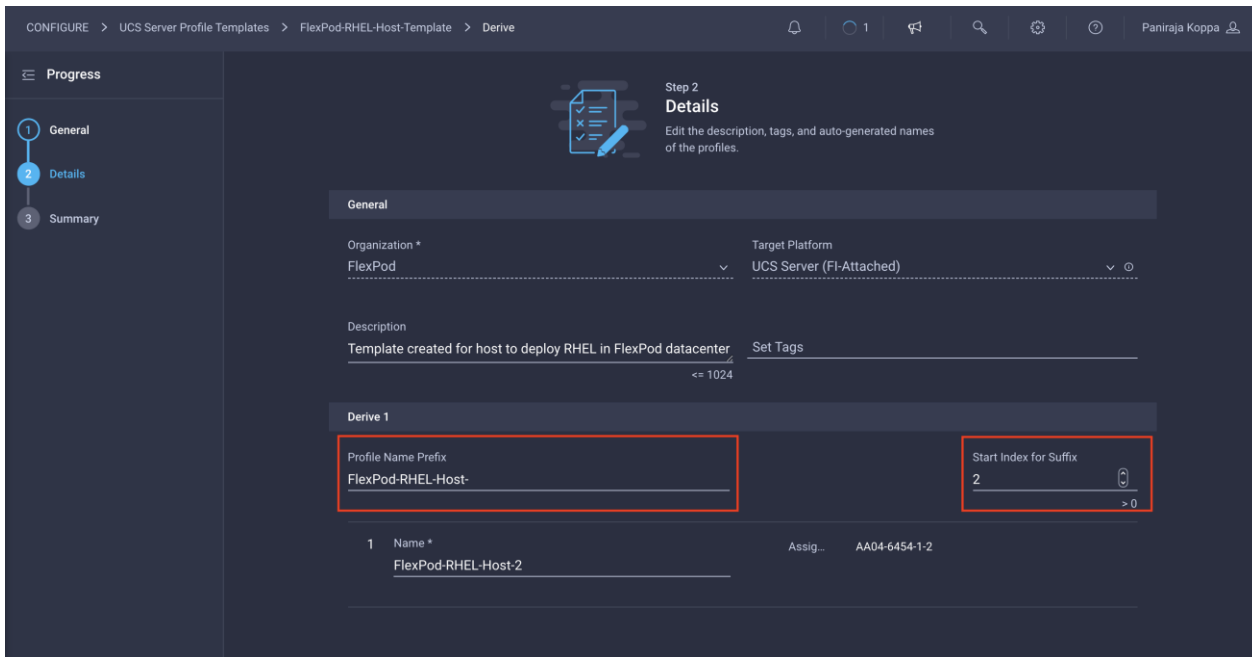 CONFIGURE > UCS Server Profile Templates > FlexPod-RHEL-Host-Template > Derive
1
Paniraja Koppa
Progress
1 General
2 Details
3 Summary
Step 2
Details
Edit the description, tags, and auto-generated names
of the profiles.
General
Organization *
FlexPod
Target Platform
UCS Server (FI-Attached)
Description
Template created for host to deploy RHEL in FlexPod datacenter
<= 1024
Set Tags
Derive 1
Profile Name Prefix
FlexPod-RHEL-Host-
Start Index for Suffix
2
> 0
1 Name *
FlexPod-RHEL-Host-2
Assig... AA04-6454-1-2